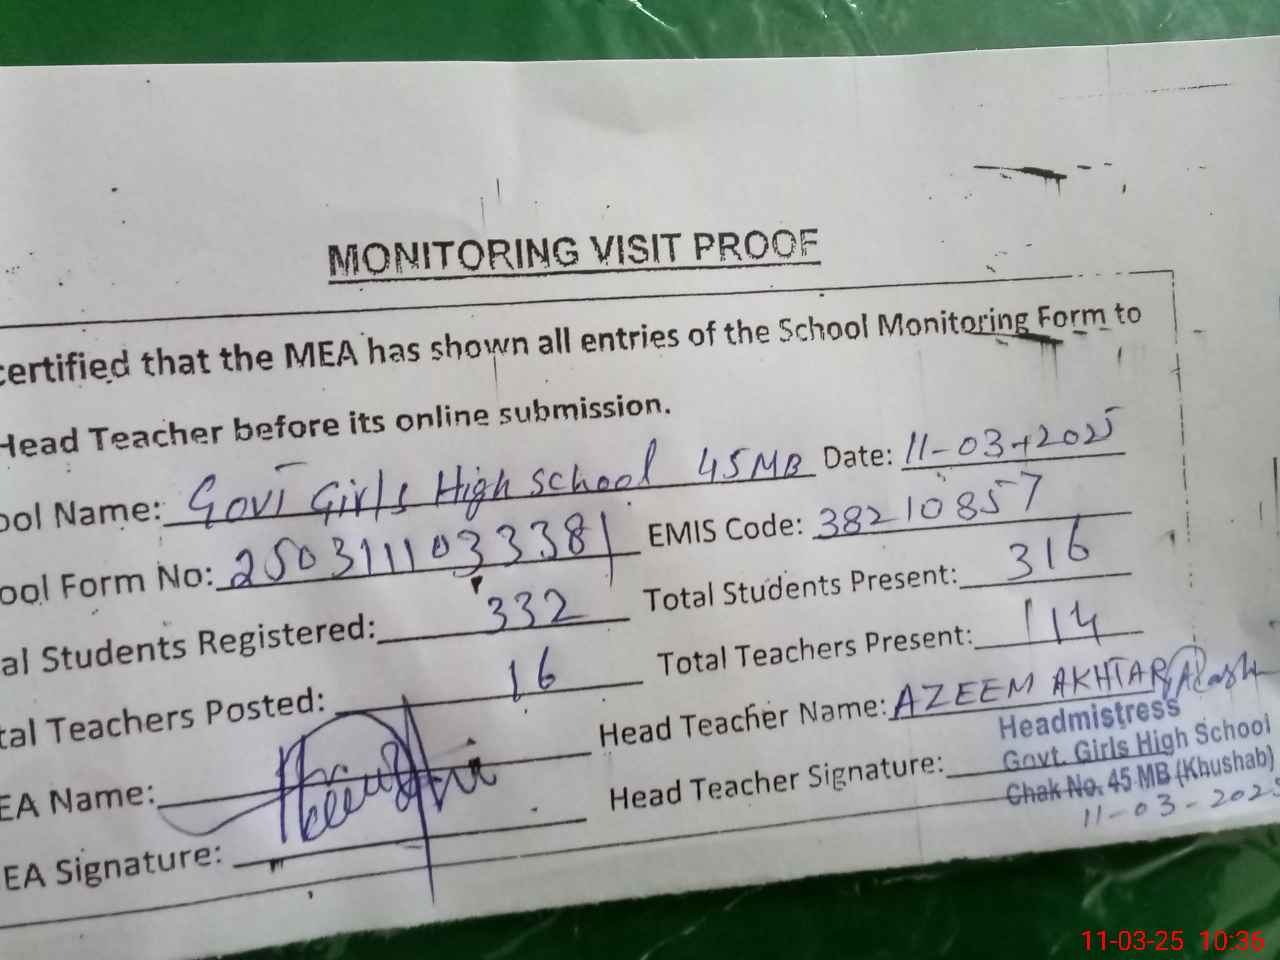 MONITORING VISIT PROOF
certified that the MEA has shown all entries of the School Monitoring Form to
Head Teacher before its online submission.
ool Name: Govt Girls High School 45MB Date: 11-03-2025
ool Form No: 2503111033381 EMIS Code: 38210857
al Students Registered: 332 Total Students Present: 316
tal Teachers Posted: 16 Total Teachers Present: 14
EA Name: Head Teacher Name: AZEEM AKHTAR
EA Signature: Head Teacher Signature:
Headmistress
Govt. Girls High School
Chak No. 45 MB (Khushab)
11-03-2025
11-03-25 10:36